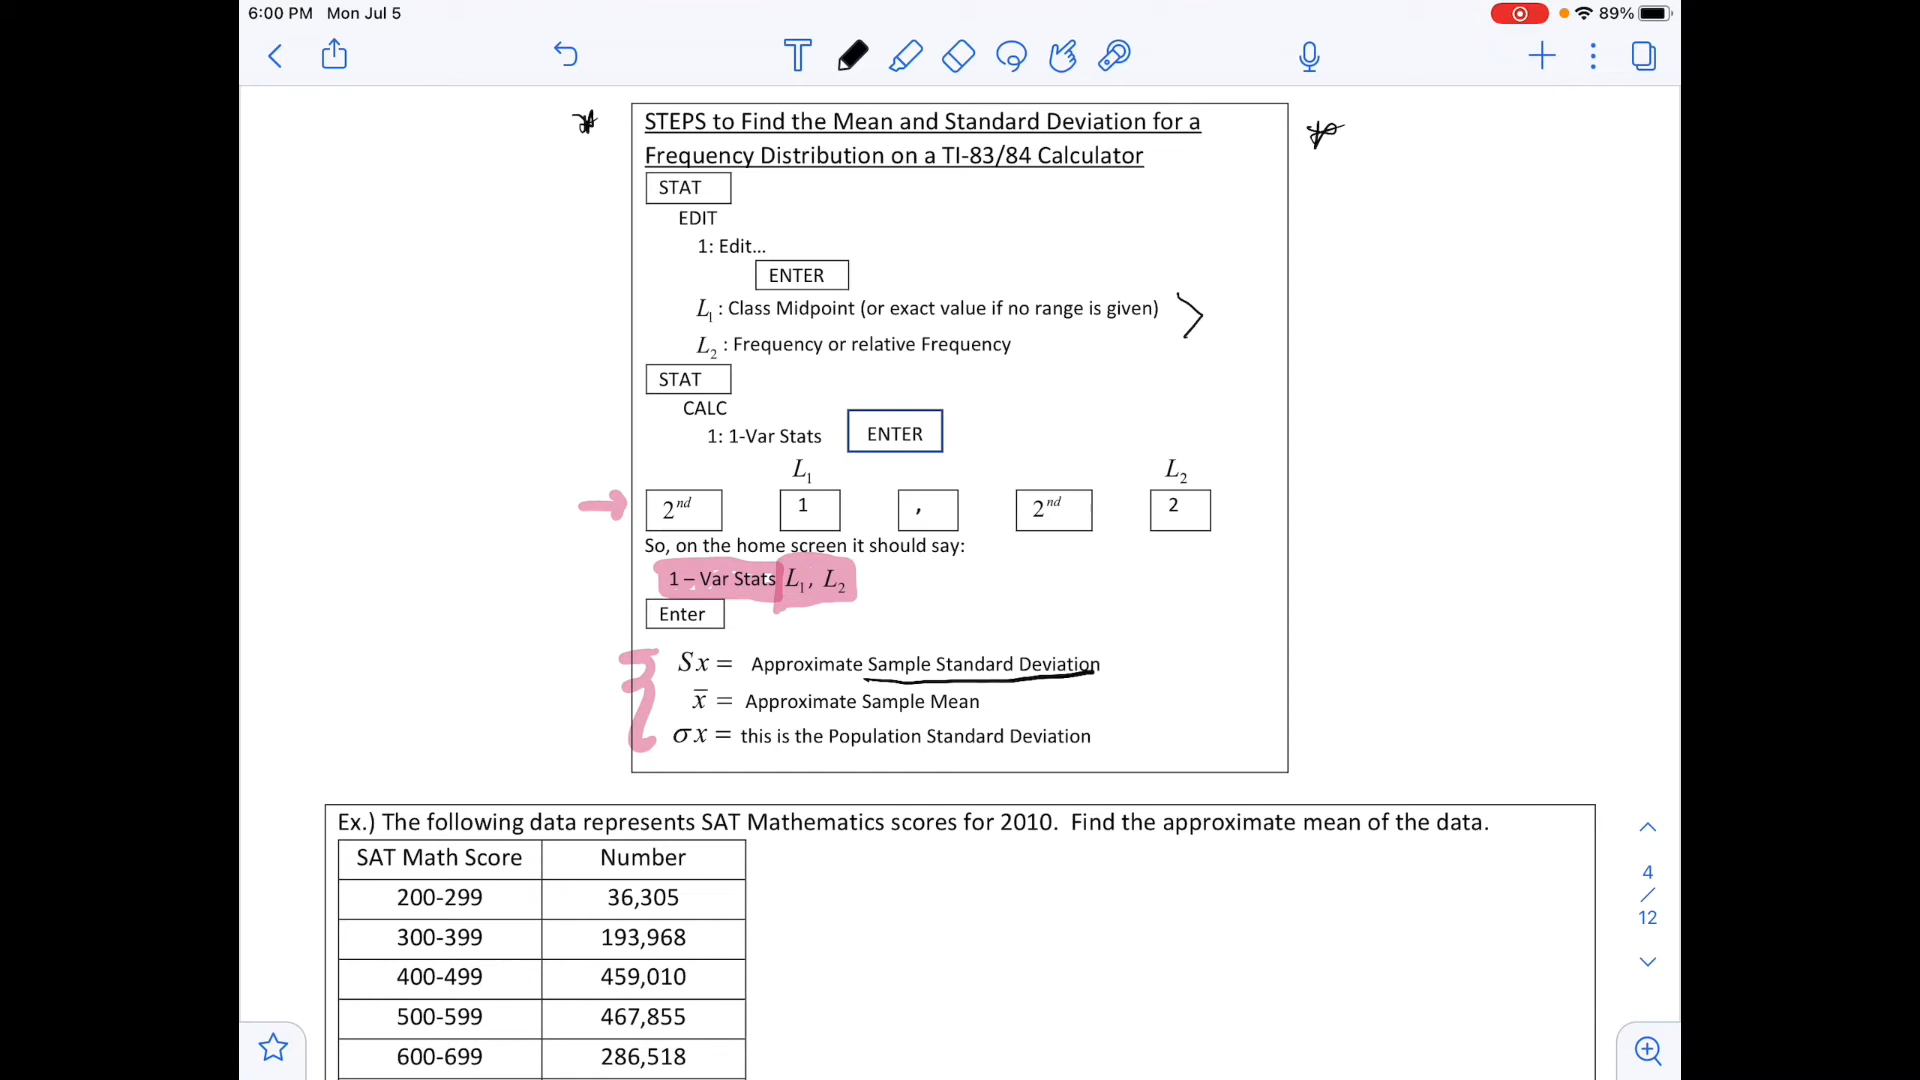 6:00 PM Mon Jul 5
89%
STEPS to Find the Mean and Standard Deviation for a
Frequency Distribution on a TI-83/84 Calculator
STAT
EDIT
1: Edit...
ENTER
L₁ : Class Midpoint (or exact value if no range is given)
L₂ : Frequency or relative Frequency
STAT
CALC
1: 1-Var Stats ENTER
L₁ L₂
2ⁿᵈ 1 , 2ⁿᵈ 2
So, on the home screen it should say:
1 – Var Stats L₁, L₂
Enter
Sx = Approximate Sample Standard Deviation
x̅ = Approximate Sample Mean
σx = this is the Population Standard Deviation
Ex.) The following data represents SAT Mathematics scores for 2010. Find the approximate mean of the data.
SAT Math Score Number
200-299 36,305
300-399 193,968
400-499 459,010
500-599 467,855
600-699 286,518
4
/
12